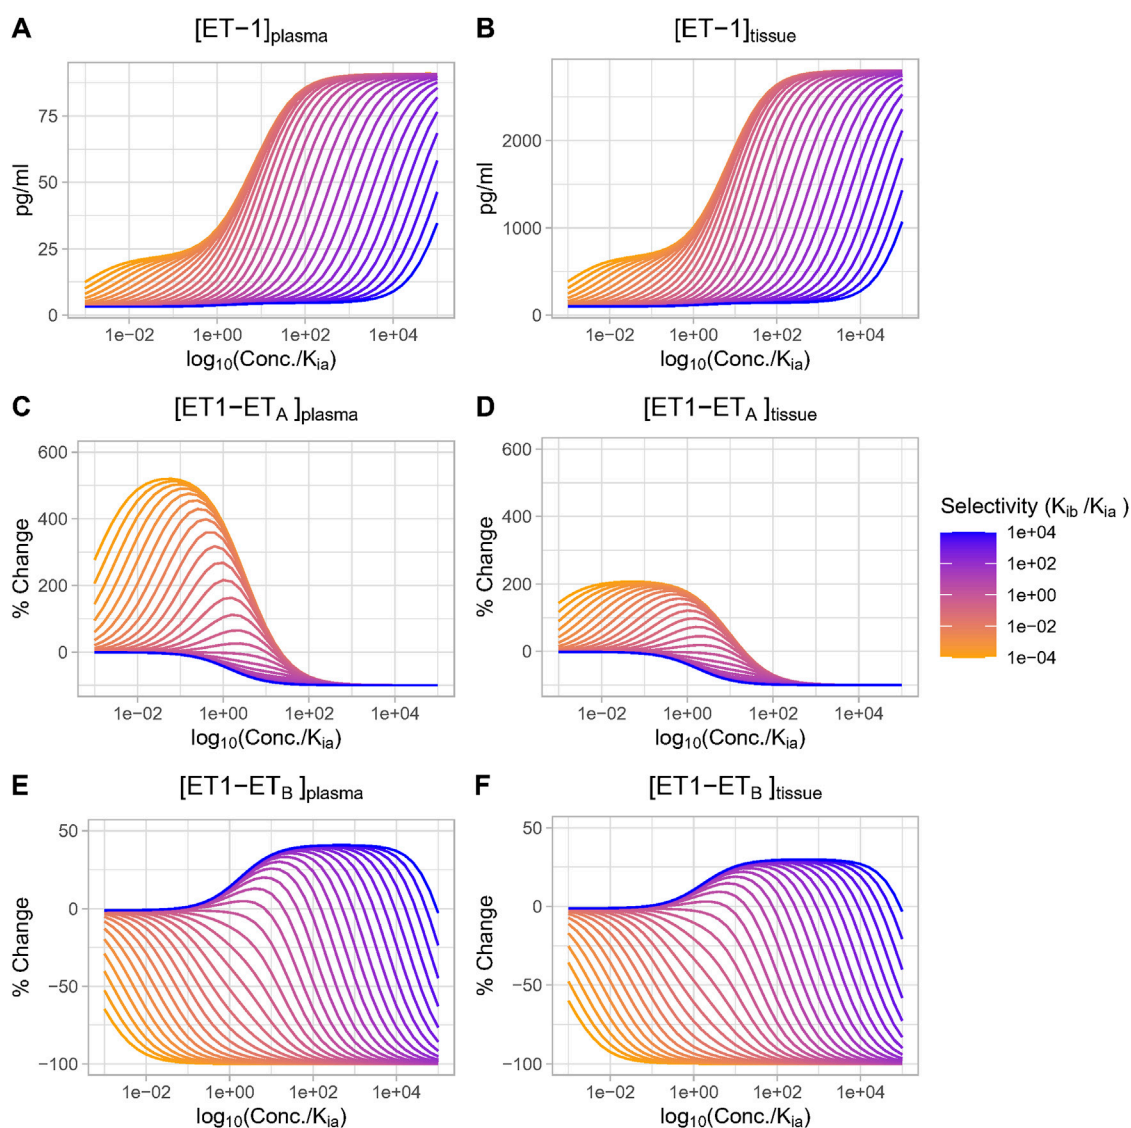 A
[ET−1]plasma
pg/ml
75
50
25
0
1e−02 1e+00 1e+02 1e+04
log10(Conc./Kia)
B
[ET−1]tissue
pg/ml
2000
1000
0
1e−02 1e+00 1e+02 1e+04
log10(Conc./Kia)
C
[ET1−ETA ]plasma
% Change
600
400
200
0
1e−02 1e+00 1e+02 1e+04
log10(Conc./Kia)
D
[ET1−ETA ]tissue
% Change
600
400
200
0
1e−02 1e+00 1e+02 1e+04
log10(Conc./Kia)
Selectivity (Kib /Kia )
1e+04
1e+02
1e+00
1e−02
1e−04
E
[ET1−ETB ]plasma
% Change
50
0
−50
−100
1e−02 1e+00 1e+02 1e+04
log10(Conc./Kia)
F
[ET1−ETB ]tissue
% Change
50
0
−50
−100
1e−02 1e+00 1e+02 1e+04
log10(Conc./Kia)